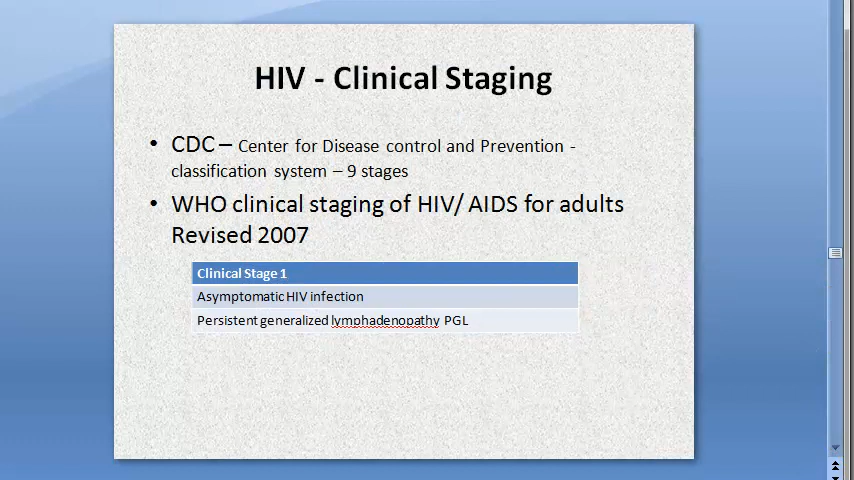 HIV - Clinical Staging
• CDC – Center for Disease control and Prevention -
classification system – 9 stages
• WHO clinical staging of HIV/ AIDS for adults
Revised 2007
Clinical Stage 1
Asymptomatic HIV infection
Persistent generalized lymphadenopathy PGL